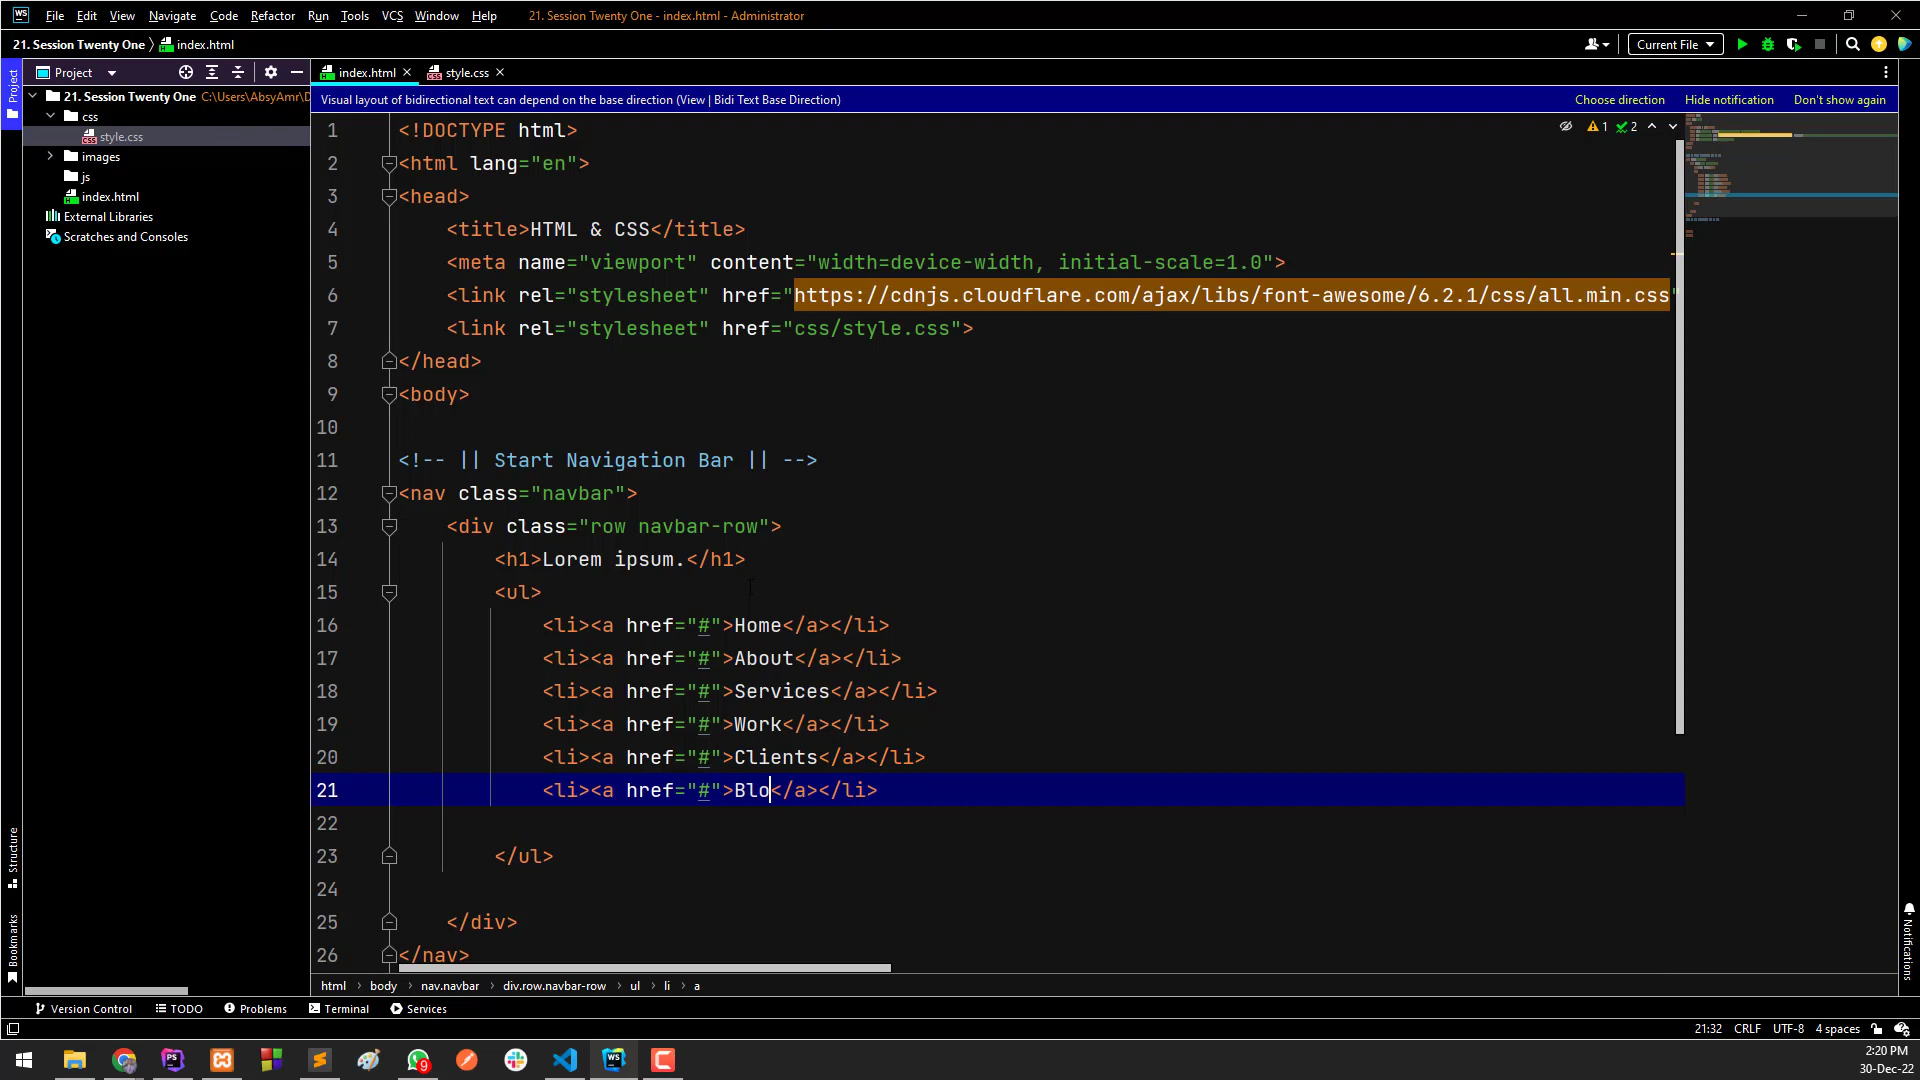 WS File Edit View Navigate Code Refactor Run Tools VCS Window Help 21. Session Twenty One - index.html - Administrator
21. Session Twenty One index.html Current File
Project Project index.html style.css
21. Session Twenty One C:\Users\AbsyAmr\D
Visual layout of bidirectional text can depend on the base direction (View | Bidi Text Base Direction) Choose direction Hide notification Don't show again
css
style.css
images
js
index.html
External Libraries
Scratches and Consoles
1 <!DOCTYPE html> 1 2
2 <html lang="en">
3 <head>
4 <title>HTML & CSS</title>
5 <meta name="viewport" content="width=device-width, initial-scale=1.0">
6 <link rel="stylesheet" href="https://cdnjs.cloudflare.com/ajax/libs/font-awesome/6.2.1/css/all.min.css"
7 <link rel="stylesheet" href="css/style.css">
8 </head>
9 <body>
10
11 <!-- || Start Navigation Bar || -->
12 <nav class="navbar">
13 <div class="row navbar-row">
14 <h1>Lorem ipsum.</h1>
15 <ul>
16 <li><a href="#">Home</a></li>
17 <li><a href="#">About</a></li>
18 <li><a href="#">Services</a></li>
19 <li><a href="#">Work</a></li>
20 <li><a href="#">Clients</a></li>
21 <li><a href="#">Blo</a></li>
22
23 </ul>
24
25 </div>
26 </nav>
Structure
Bookmarks
Notifications
html body nav.navbar div.row.navbar-row ul li a
Version Control TODO Problems Terminal Services
21:32 CRLF UTF-8 4 spaces
PS 9 WS
2:20 PM
30-Dec-22